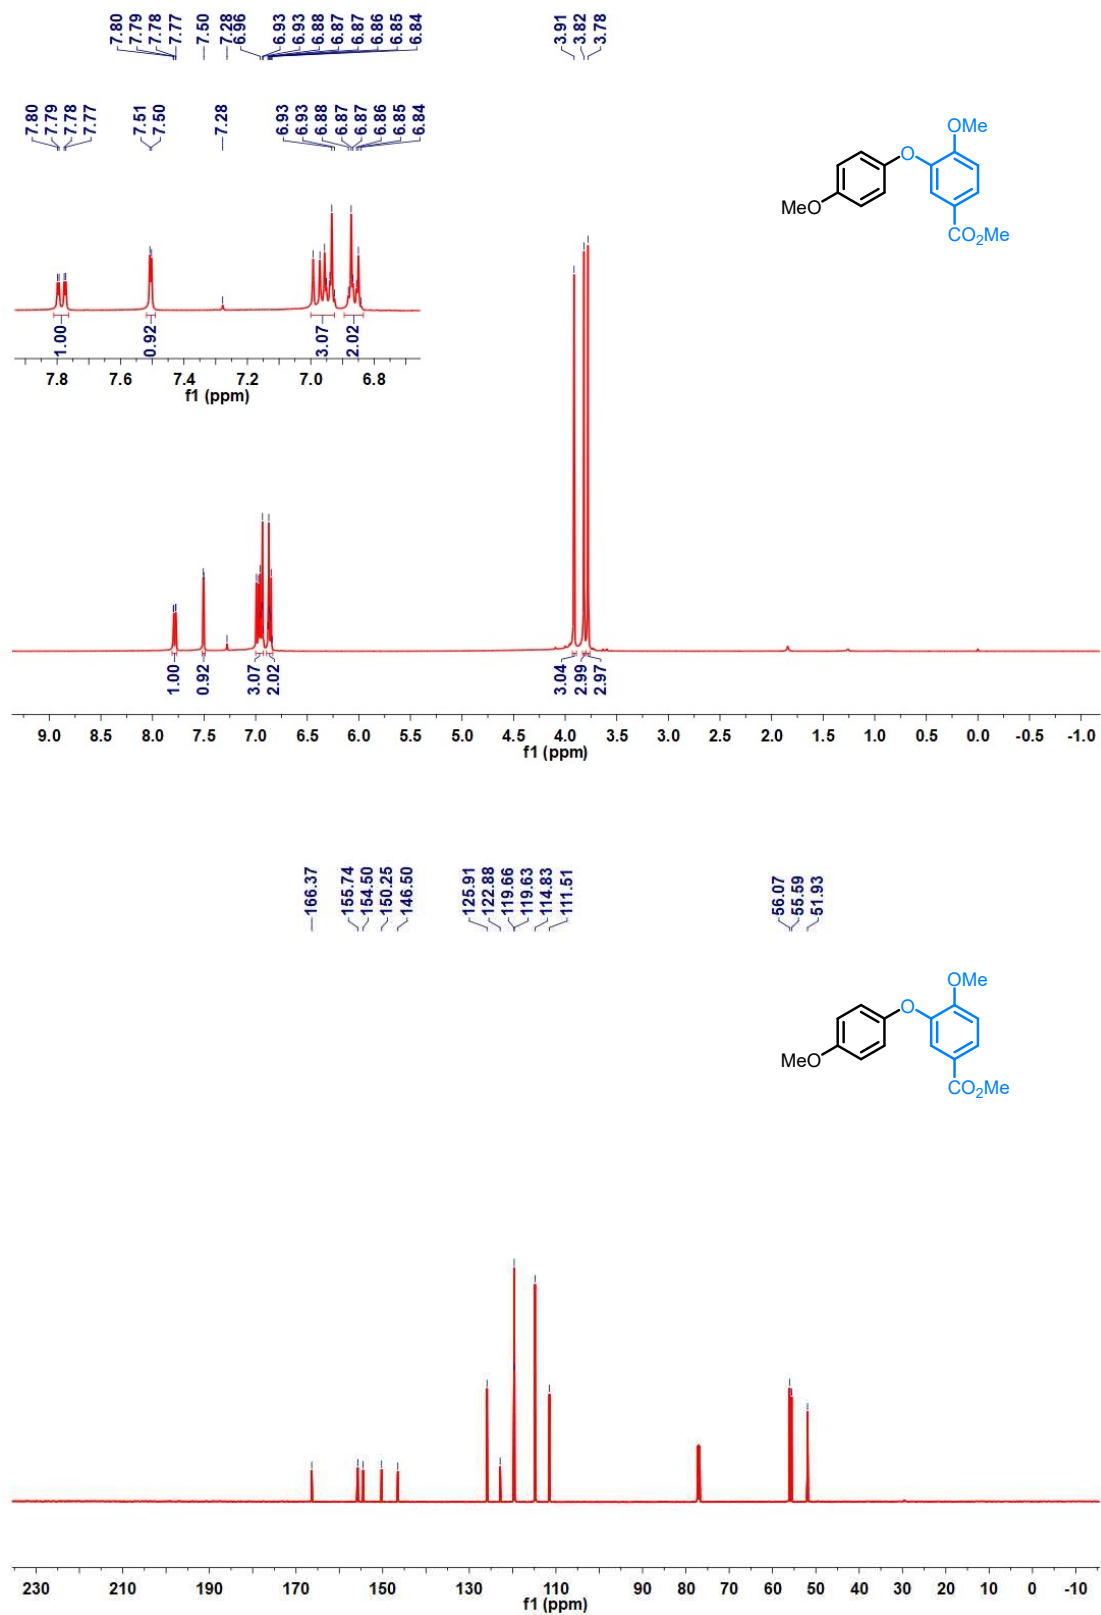 7.80 7.79 7.78 7.77 7.50 7.28 6.96 6.93 6.93 6.88 6.87 6.87 6.86 6.85 6.84 3.91 3.82 3.78
7.80 7.79 7.78 7.77 7.51 7.50 7.28 6.93 6.93 6.88 6.87 6.87 6.86 6.85 6.84
OMe
O
MeO
CO2Me
1.00 0.92 3.07 2.02
7.8 7.6 7.4 7.2 7.0 6.8
f1 (ppm)
1.00 0.92 3.07 2.02 3.04 2.99 2.97
9.0 8.5 8.0 7.5 7.0 6.5 6.0 5.5 5.0 4.5 4.0 3.5 3.0 2.5 2.0 1.5 1.0 0.5 0.0 -0.5 -1.0
f1 (ppm)
166.37 155.74 154.50 150.25 146.50 125.91 122.88 119.66 119.63 114.83 111.51 56.07 55.59 51.93
OMe
O
MeO
CO2Me
230 210 190 170 150 130 110 90 80 70 60 50 40 30 20 10 0 -10
f1 (ppm)